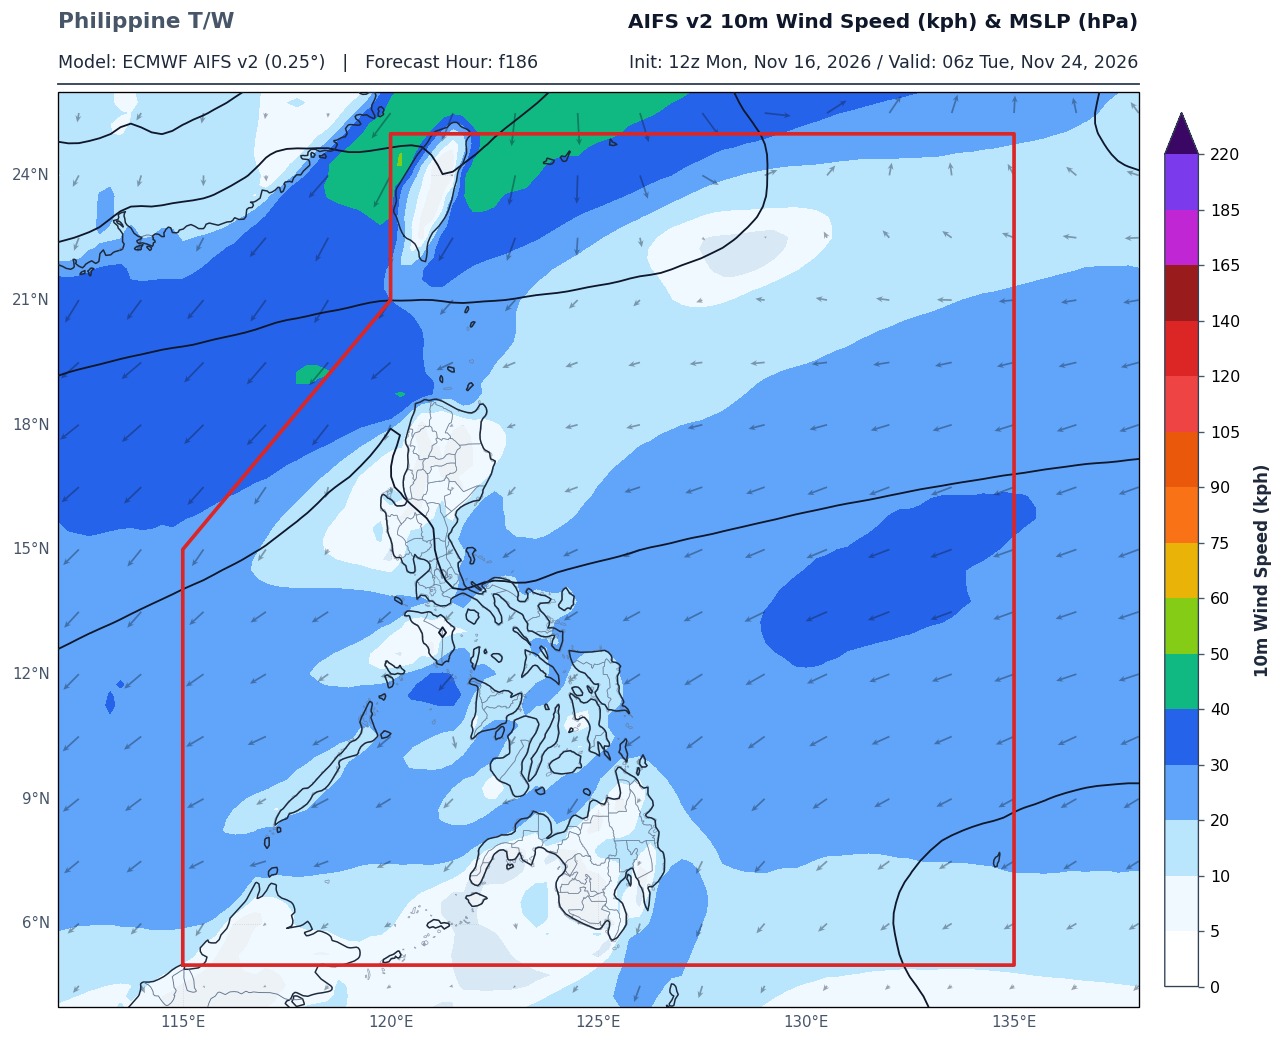 Philippine T/W
AIFS v2 10m Wind Speed (kph) & MSLP (hPa)
Model: ECMWF AIFS v2 (0.25°) | Forecast Hour: f186
Init: 12z Mon, Nov 16, 2026 / Valid: 06z Tue, Nov 24, 2026
24°N
21°N
18°N
15°N
12°N
9°N
6°N
115°E
120°E
125°E
130°E
135°E
220
185
165
140
120
105
90
75
60
50
40
30
20
10
5
0
10m Wind Speed (kph)